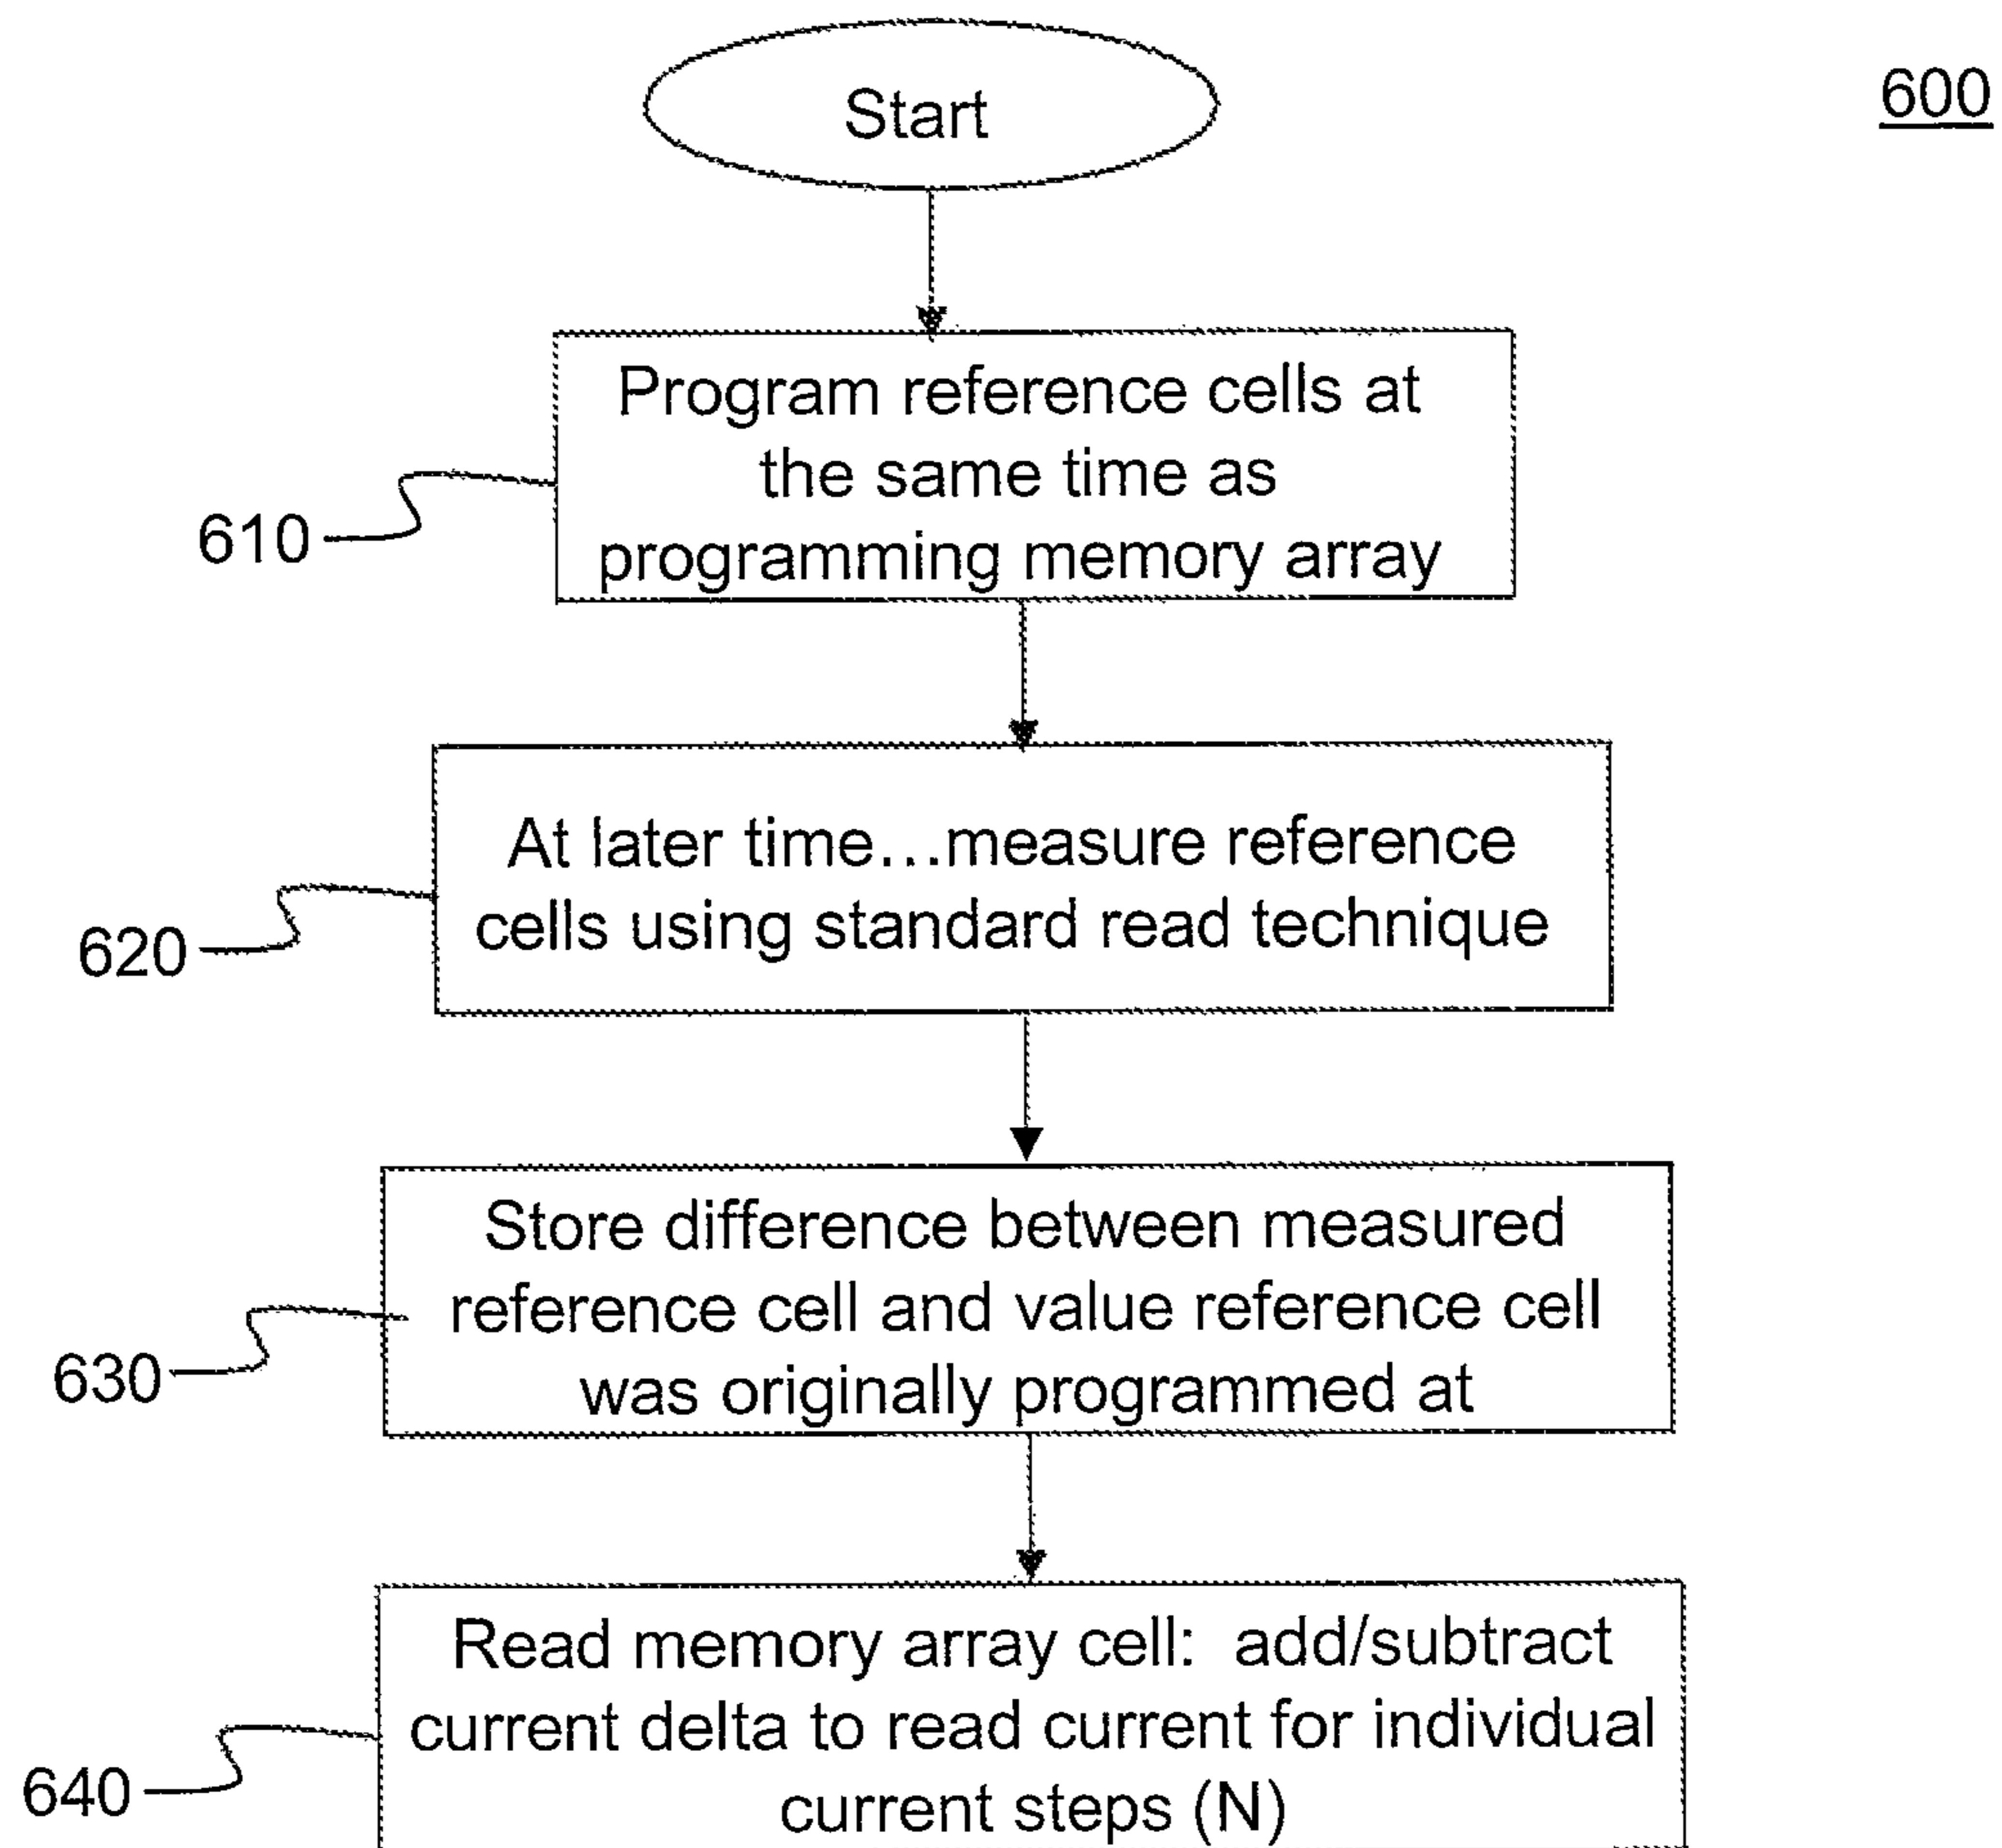 Start
600
Program reference cells at
the same time as
programming memory array
610
At later time...measure reference
cells using standard read technique
620
Store difference between measured
reference cell and value reference cell
was originally programmed at
630
Read memory array cell:  add/subtract
current delta to read current for individual
current steps (N)
640